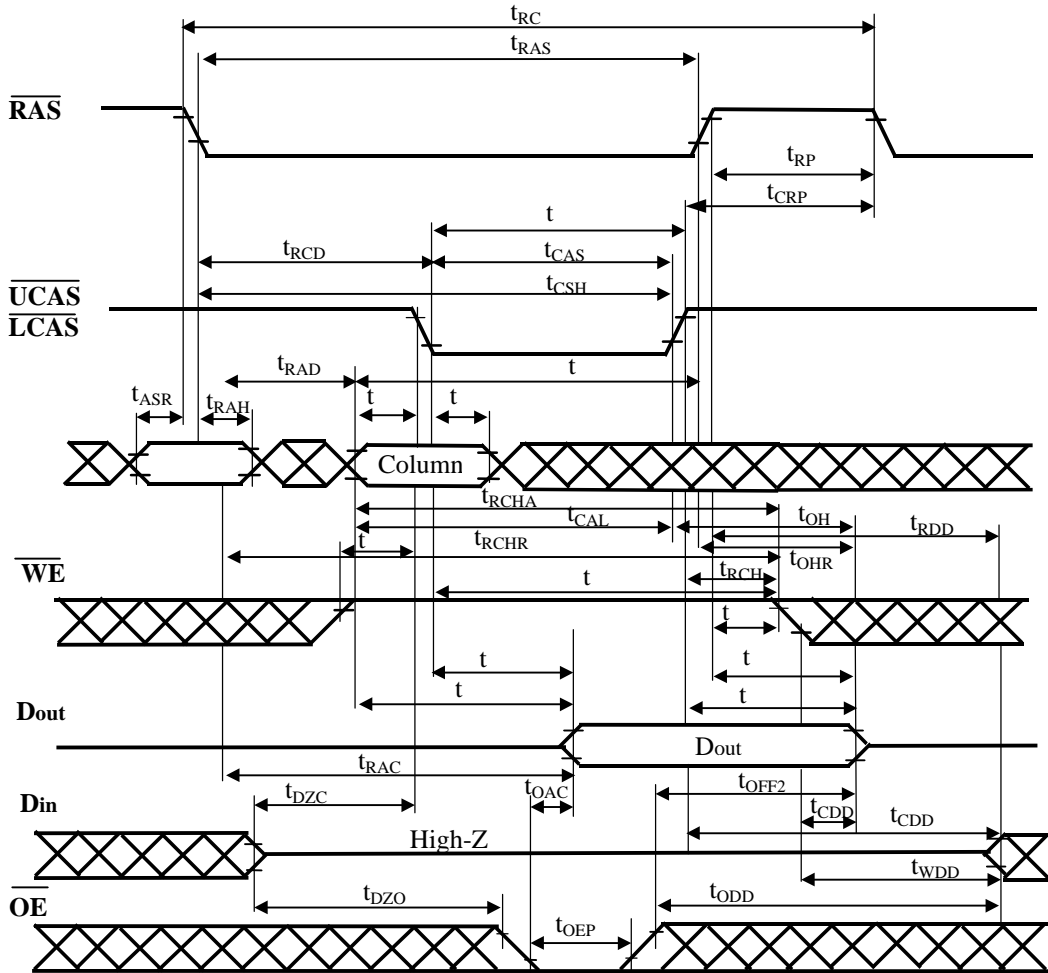 tRC
tRAS
RAS
tRP
tCRP
t
tRCD
tCAS
UCAS
tCSH
LCAS
tRAD
t
tASR
tRAH
t
t
Column
tRCHA
tCAL
tOH
tRDD
t
tRCHR
tOHR
WE
tRCH
t
t
t
t
t
t
Dout
Dout
tRAC
tOAC
tOFF2
Din
tDZC
tCDD
tCDD
High-Z
tWDD
OE
tDZO
tODD
tOEP